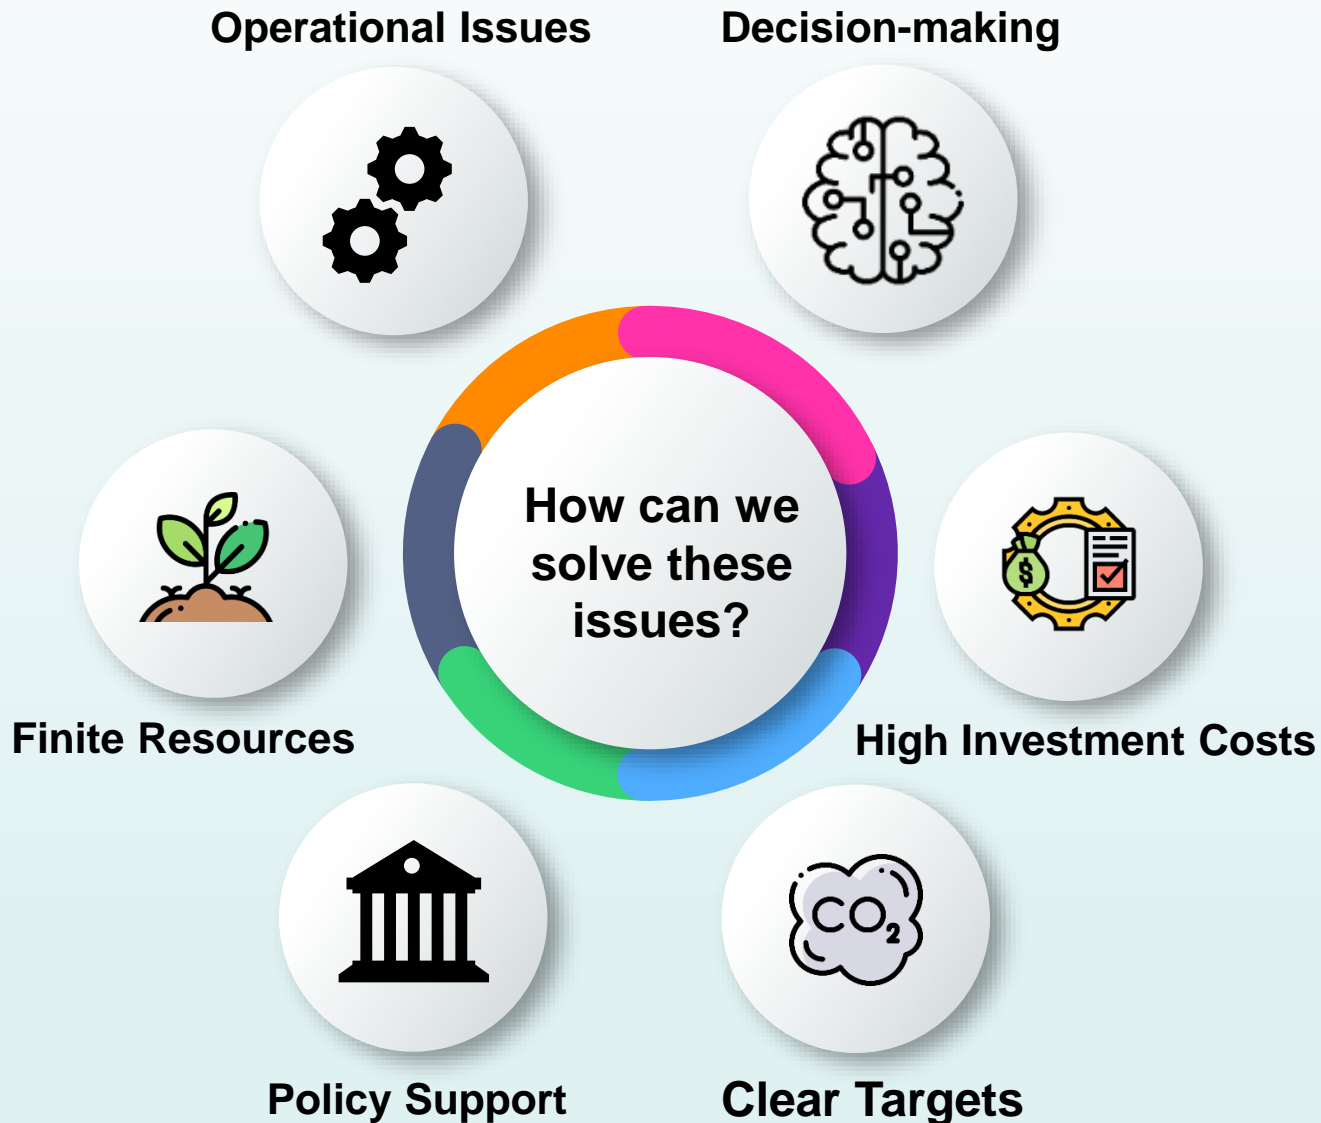 Operational Issues
Decision-making
How can we
solve these
issues?
$
Finite Resources
High Investment Costs
CO2
Policy Support
Clear Targets